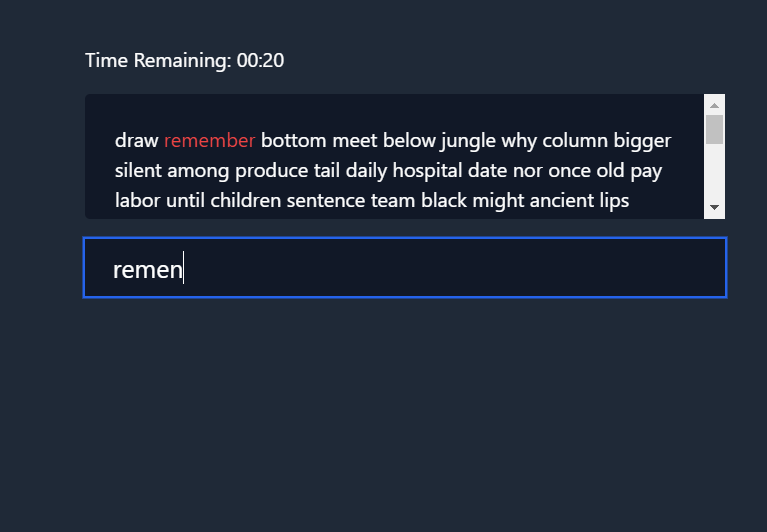 Time Remaining: 00:20
draw remember bottom meet below jungle why column bigger
silent among produce tail daily hospital date nor once old pay
labor until children sentence team black might ancient lips
remen